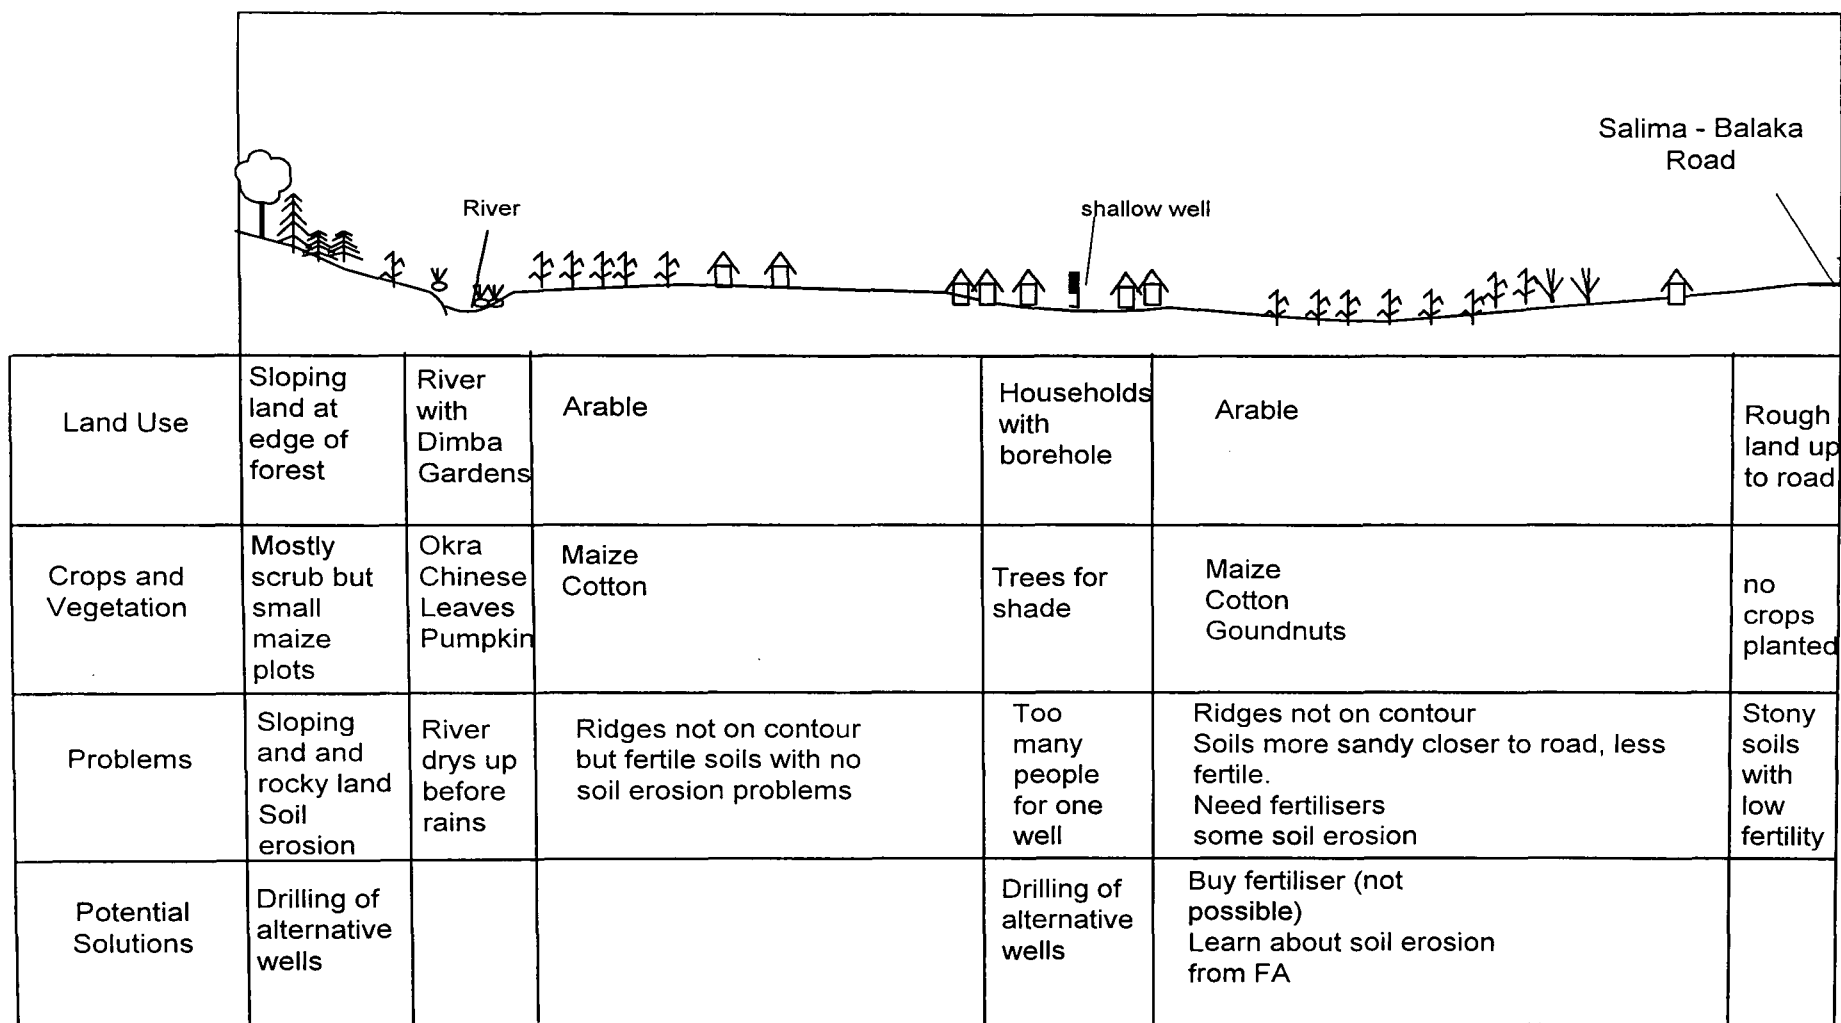 Salima - Balaka
Road
River
shallow well
Land Use
Sloping
land at
edge of
forest
River
with
Dimba
Gardens
Arable
Households
with
borehole
Arable
Rough
land up
to road
Crops and
Vegetation
Mostly
scrub but
small
maize
plots
Okra
Chinese
Leaves
Pumpkin
Maize
Cotton
Trees for
shade
Maize
Cotton
Goundnuts
no
crops
planted
Problems
Sloping
and and
rocky land
Soil
erosion
River
drys up
before
rains
Ridges not on contour
but fertile soils with no
soil erosion problems
Too
many
people
for one
well
Ridges not on contour
Soils more sandy closer to road, less
fertile.
Need fertilisers
some soil erosion
Stony
soils
with
low
fertility
Potential
Solutions
Drilling of
alternative
wells
Drilling of
alternative
wells
Buy fertiliser (not
possible)
Learn about soil erosion
from FA